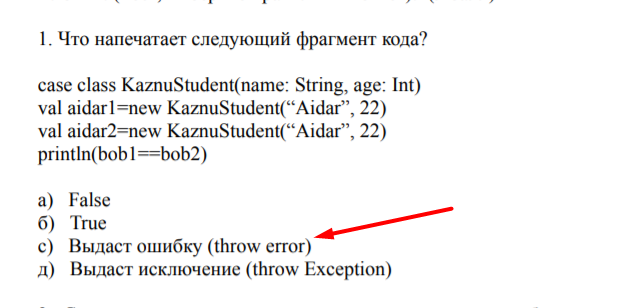 1. Что напечатает следующий фрагмент кода?
case class KaznuStudent(name: String, age: Int)
val aidar1=new KaznuStudent(“Aidar”, 22)
val aidar2=new KaznuStudent(“Aidar”, 22)
println(bob1==bob2)
а) False
б) True
с) Выдаст ошибку (throw error)
д) Выдаст исключение (throw Exception)